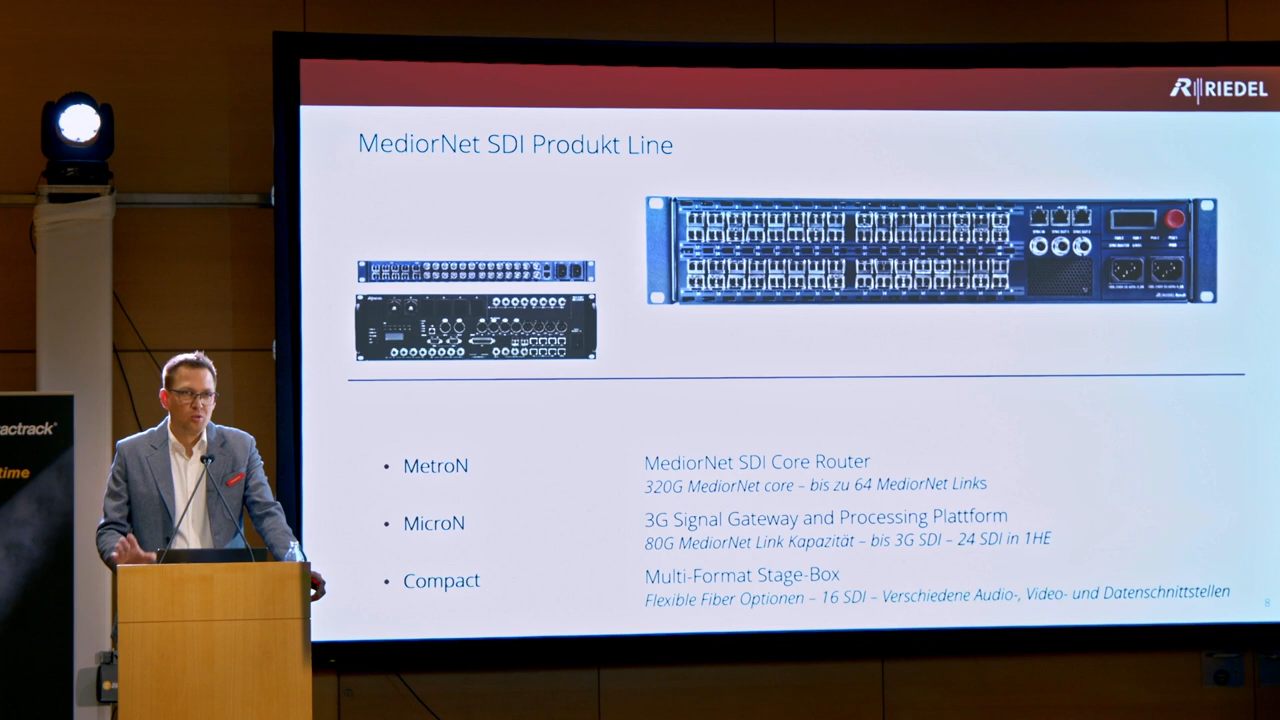 RIEDEL
MediorNet SDI Produkt Line
actrack®
time
• MetroN
MediorNet SDI Core Router
320G MediorNet core – bis zu 64 MediorNet Links
• MicroN
3G Signal Gateway and Processing Plattform
80G MediorNet Link Kapazität – bis 3G SDI – 24 SDI in 1HE
• Compact
Multi-Format Stage-Box
Flexible Fiber Optionen – 16 SDI – Verschiedene Audio-, Video- und Datenschnittstellen
8